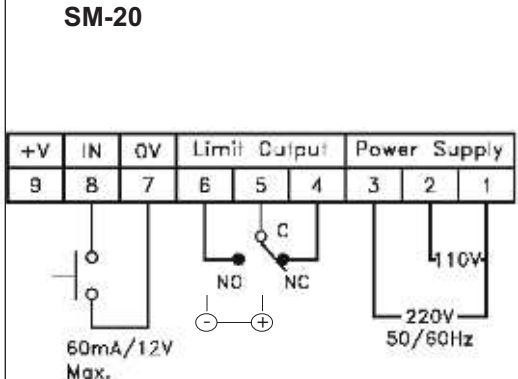 SM-20
+V IN 0V Limit Output Power Supply
9 8 7 6 5 4 3 2 1
C
NO NC
110V
- +
220V
50/60Hz
60mA/12V
Max.